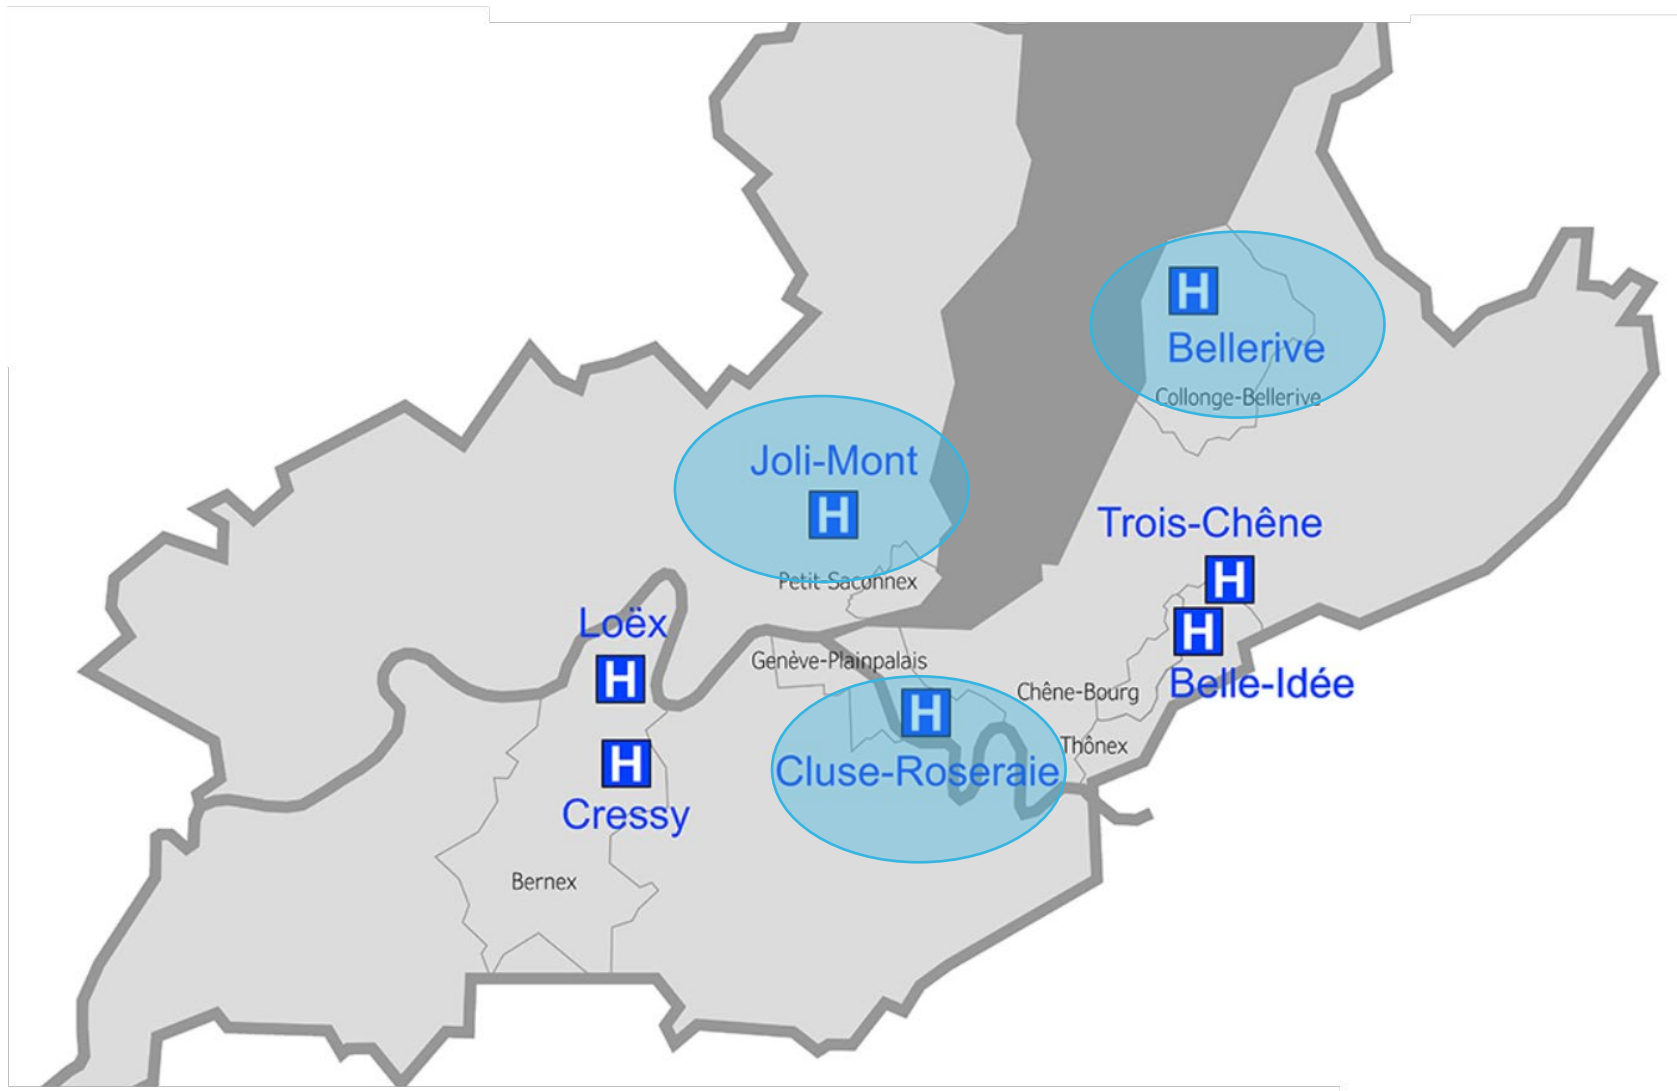 H
Bellerive
Collonge-Bellerive
Joli-Mont
H
Trois-Chêne
H
Petit-Saconnex
Loëx
H
H
Belle-Idée
Genève-Plainpalais
Chêne-Bourg
H
Cluse-Roseraie
Thônex
H
Cressy
Bernex